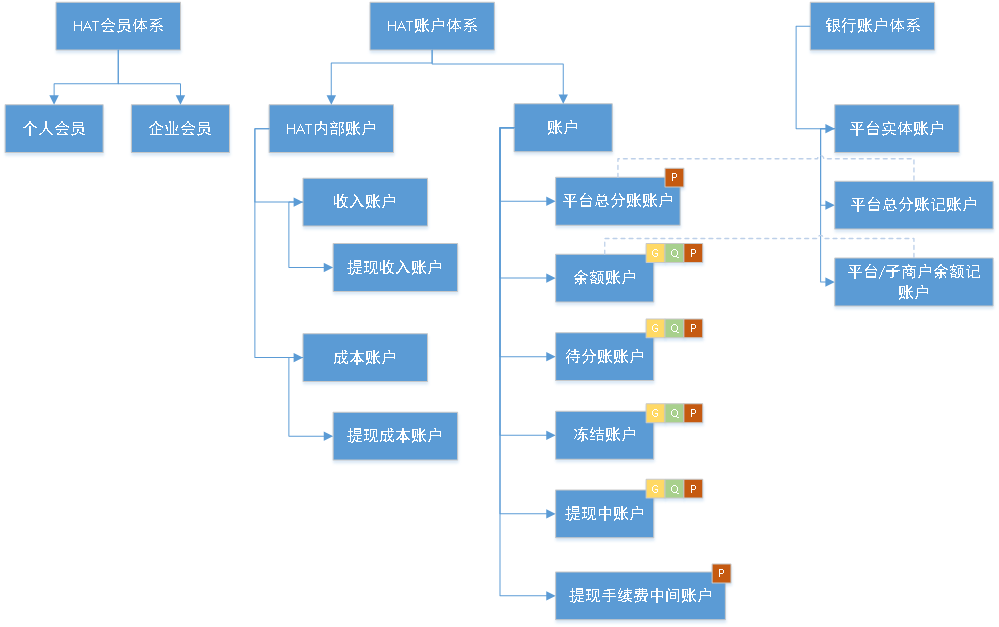 HAT会员体系
HAT账户体系
银行账户体系
个人会员
企业会员
HAT内部账户
账户
平台实体账户
P
收入账户
平台总分账账户
平台总分账记账户
G Q P
提现收入账户
余额账户
平台/子商户余额记
账户
G Q P
成本账户
待分账账户
G Q P
提现成本账户
冻结账户
G Q P
提现中账户
P
提现手续费中间账户